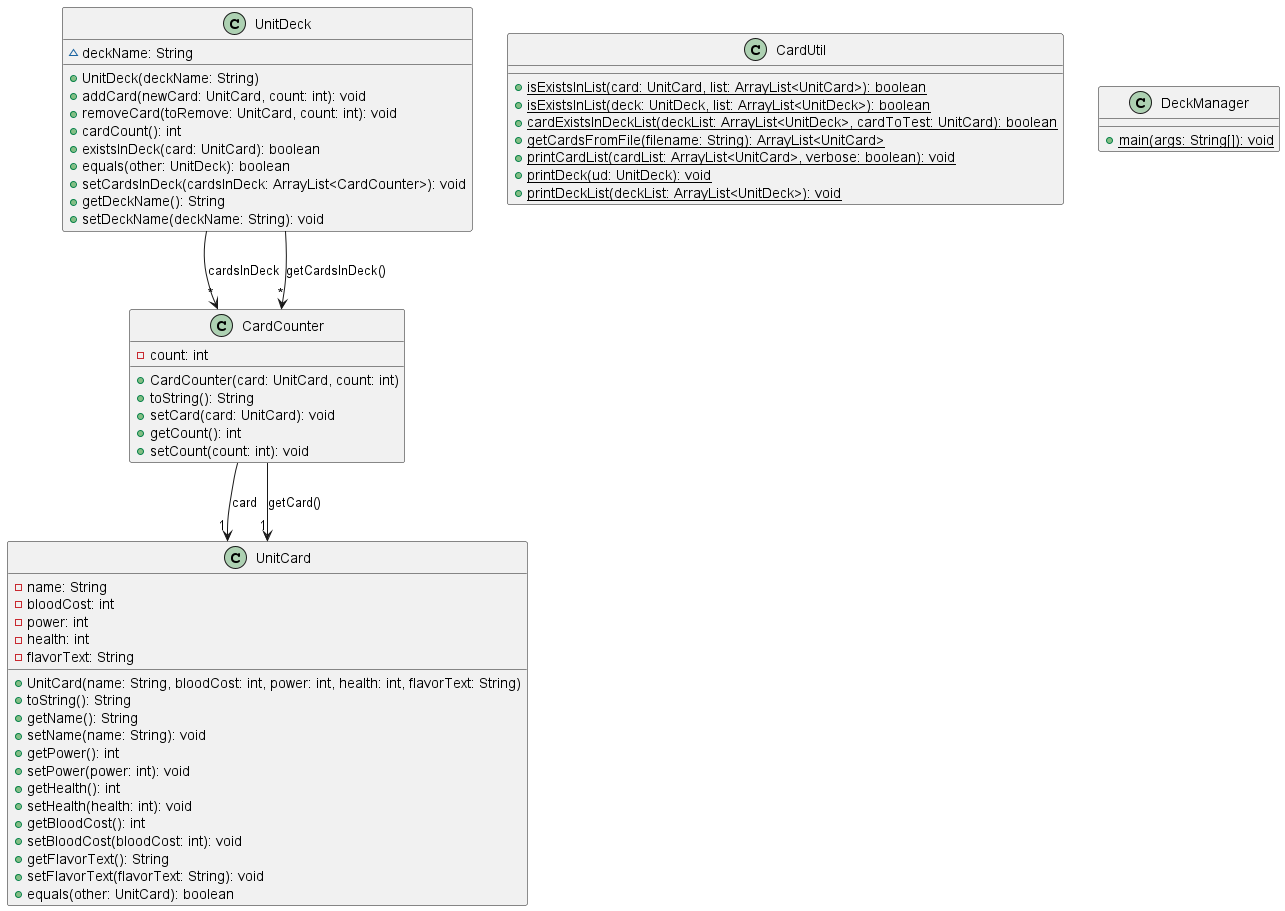 C UnitDeck
deckName: String
UnitDeck(deckName: String)
addCard(newCard: UnitCard, count: int): void
removeCard(toRemove: UnitCard, count: int): void
cardCount(): int
existsInDeck(card: UnitCard): boolean
equals(other: UnitDeck): boolean
setCardsInDeck(cardsInDeck: ArrayList<CardCounter>): void
getDeckName(): String
setDeckName(deckName: String): void
C CardUtil
isExistsInList(card: UnitCard, list: ArrayList<UnitCard>): boolean
isExistsInList(deck: UnitDeck, list: ArrayList<UnitDeck>): boolean
cardExistsInDeckList(deckList: ArrayList<UnitDeck>, cardToTest: UnitCard): boolean
getCardsFromFile(filename: String): ArrayList<UnitCard>
printCardList(cardList: ArrayList<UnitCard>, verbose: boolean): void
printDeck(ud: UnitDeck): void
printDeckList(deckList: ArrayList<UnitDeck>): void
C DeckManager
main(args: String[]): void
cardsInDeck
getCardsInDeck()
*
*
C CardCounter
count: int
CardCounter(card: UnitCard, count: int)
toString(): String
setCard(card: UnitCard): void
getCount(): int
setCount(count: int): void
card
getCard()
1
1
C UnitCard
name: String
bloodCost: int
power: int
health: int
flavorText: String
UnitCard(name: String, bloodCost: int, power: int, health: int, flavorText: String)
toString(): String
getName(): String
setName(name: String): void
getPower(): int
setPower(power: int): void
getHealth(): int
setHealth(health: int): void
getBloodCost(): int
setBloodCost(bloodCost: int): void
getFlavorText(): String
setFlavorText(flavorText: String): void
equals(other: UnitCard): boolean